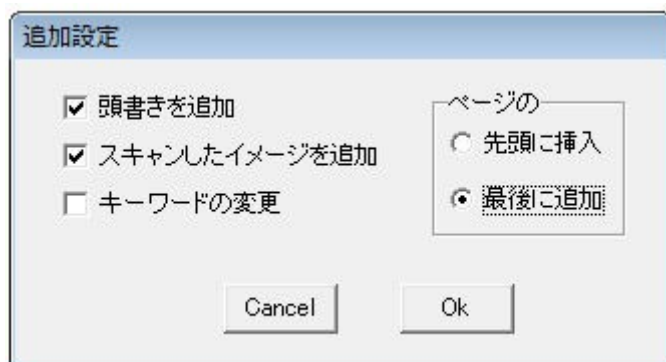 追加設定
頭書きを追加
スキャンしたイメージを追加
キーワードの変更
ページの
先頭に挿入
最後に追加
Cancel
Ok